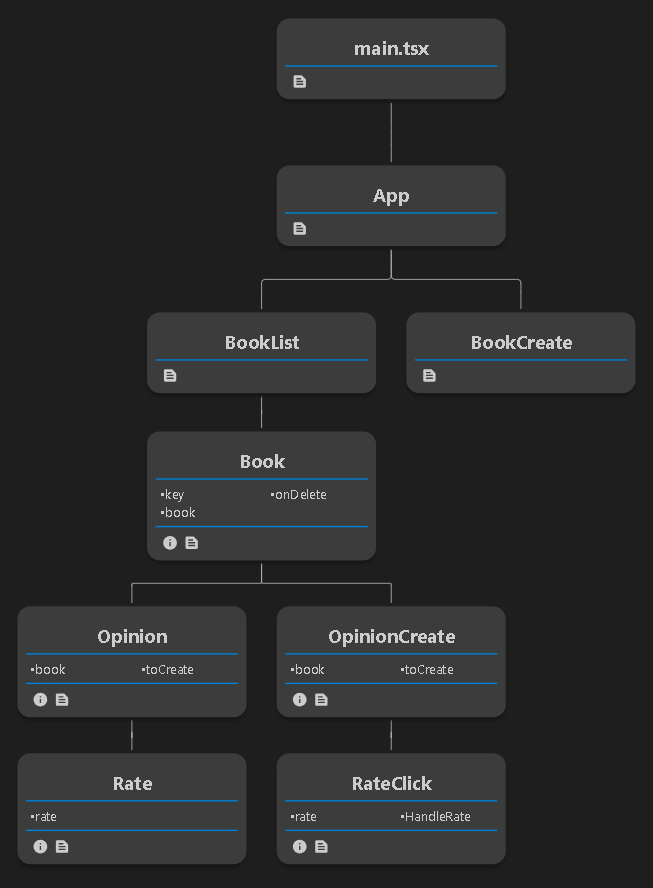 main.tsx
App
BookList
BookCreate
Book
•key •onDelete
•book
Opinion
•book •toCreate
OpinionCreate
•book •toCreate
Rate
•rate
RateClick
•rate •HandleRate